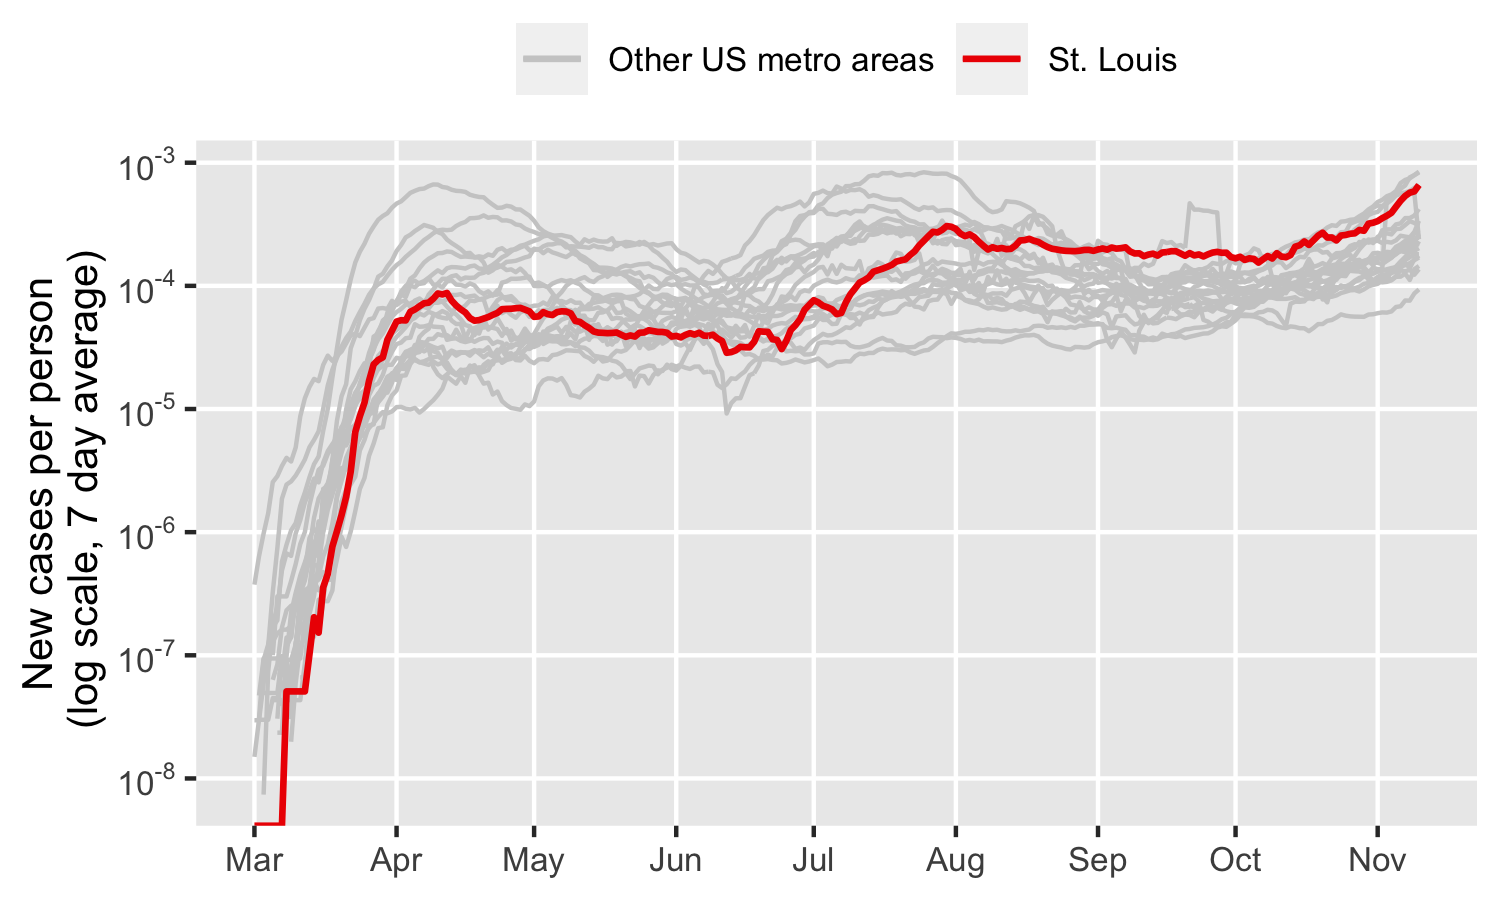 Other US metro areas St. Louis
New cases per person
(log scale, 7 day average)
10-3
10-4
10-5
10-6
10-7
10-8
Mar Apr May Jun Jul Aug Sep Oct Nov